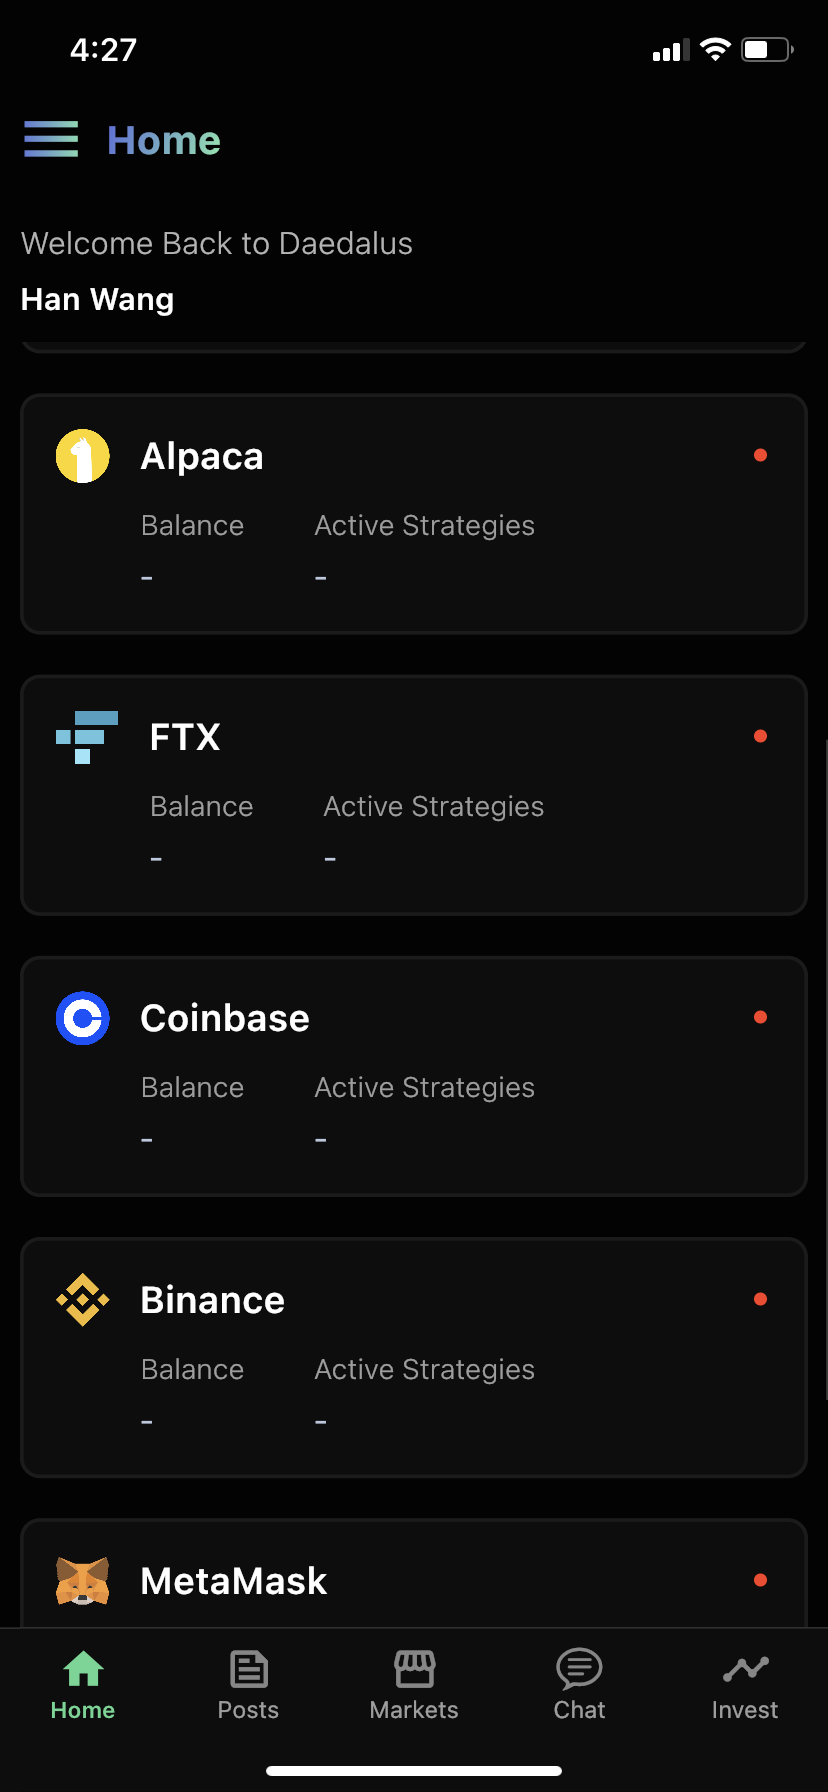 4:27
Home
Welcome Back to Daedalus
Han Wang
Alpaca
Balance Active Strategies
- -
FTX
Balance Active Strategies
- -
Coinbase
Balance Active Strategies
- -
Binance
Balance Active Strategies
- -
MetaMask
Home Posts Markets Chat Invest